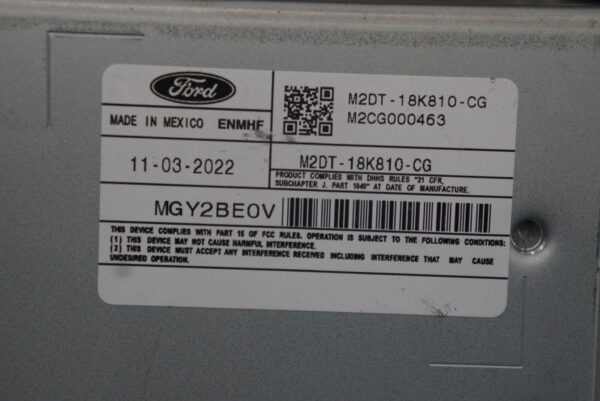 Ford
MADE IN MEXICO ENMHF
M2DT-18K810-CG
M2CG000463
11-03-2022
M2DT-18K810-CG
PRODUCT COMPLIES WITH DHHS RULES "21 CFR,
SUBCHAPTER J. PART 1040" AT DATE OF MANUFACTURE.
MGY2BE0V
THIS DEVICE COMPLIES WITH PART 15 OF FCC RULES. OPERATION IS SUBJECT TO THE FOLLOWING CONDITIONS:
(1) THIS DEVICE MAY NOT CAUSE HARMFUL INTERFERENCE.
(2) THIS DEVICE MUST ACCEPT ANY INTERFERENCE RECEIVED INCLUDING INTERFERENCE THAT MAY CAUSE
UNDESIRED OPERATION.